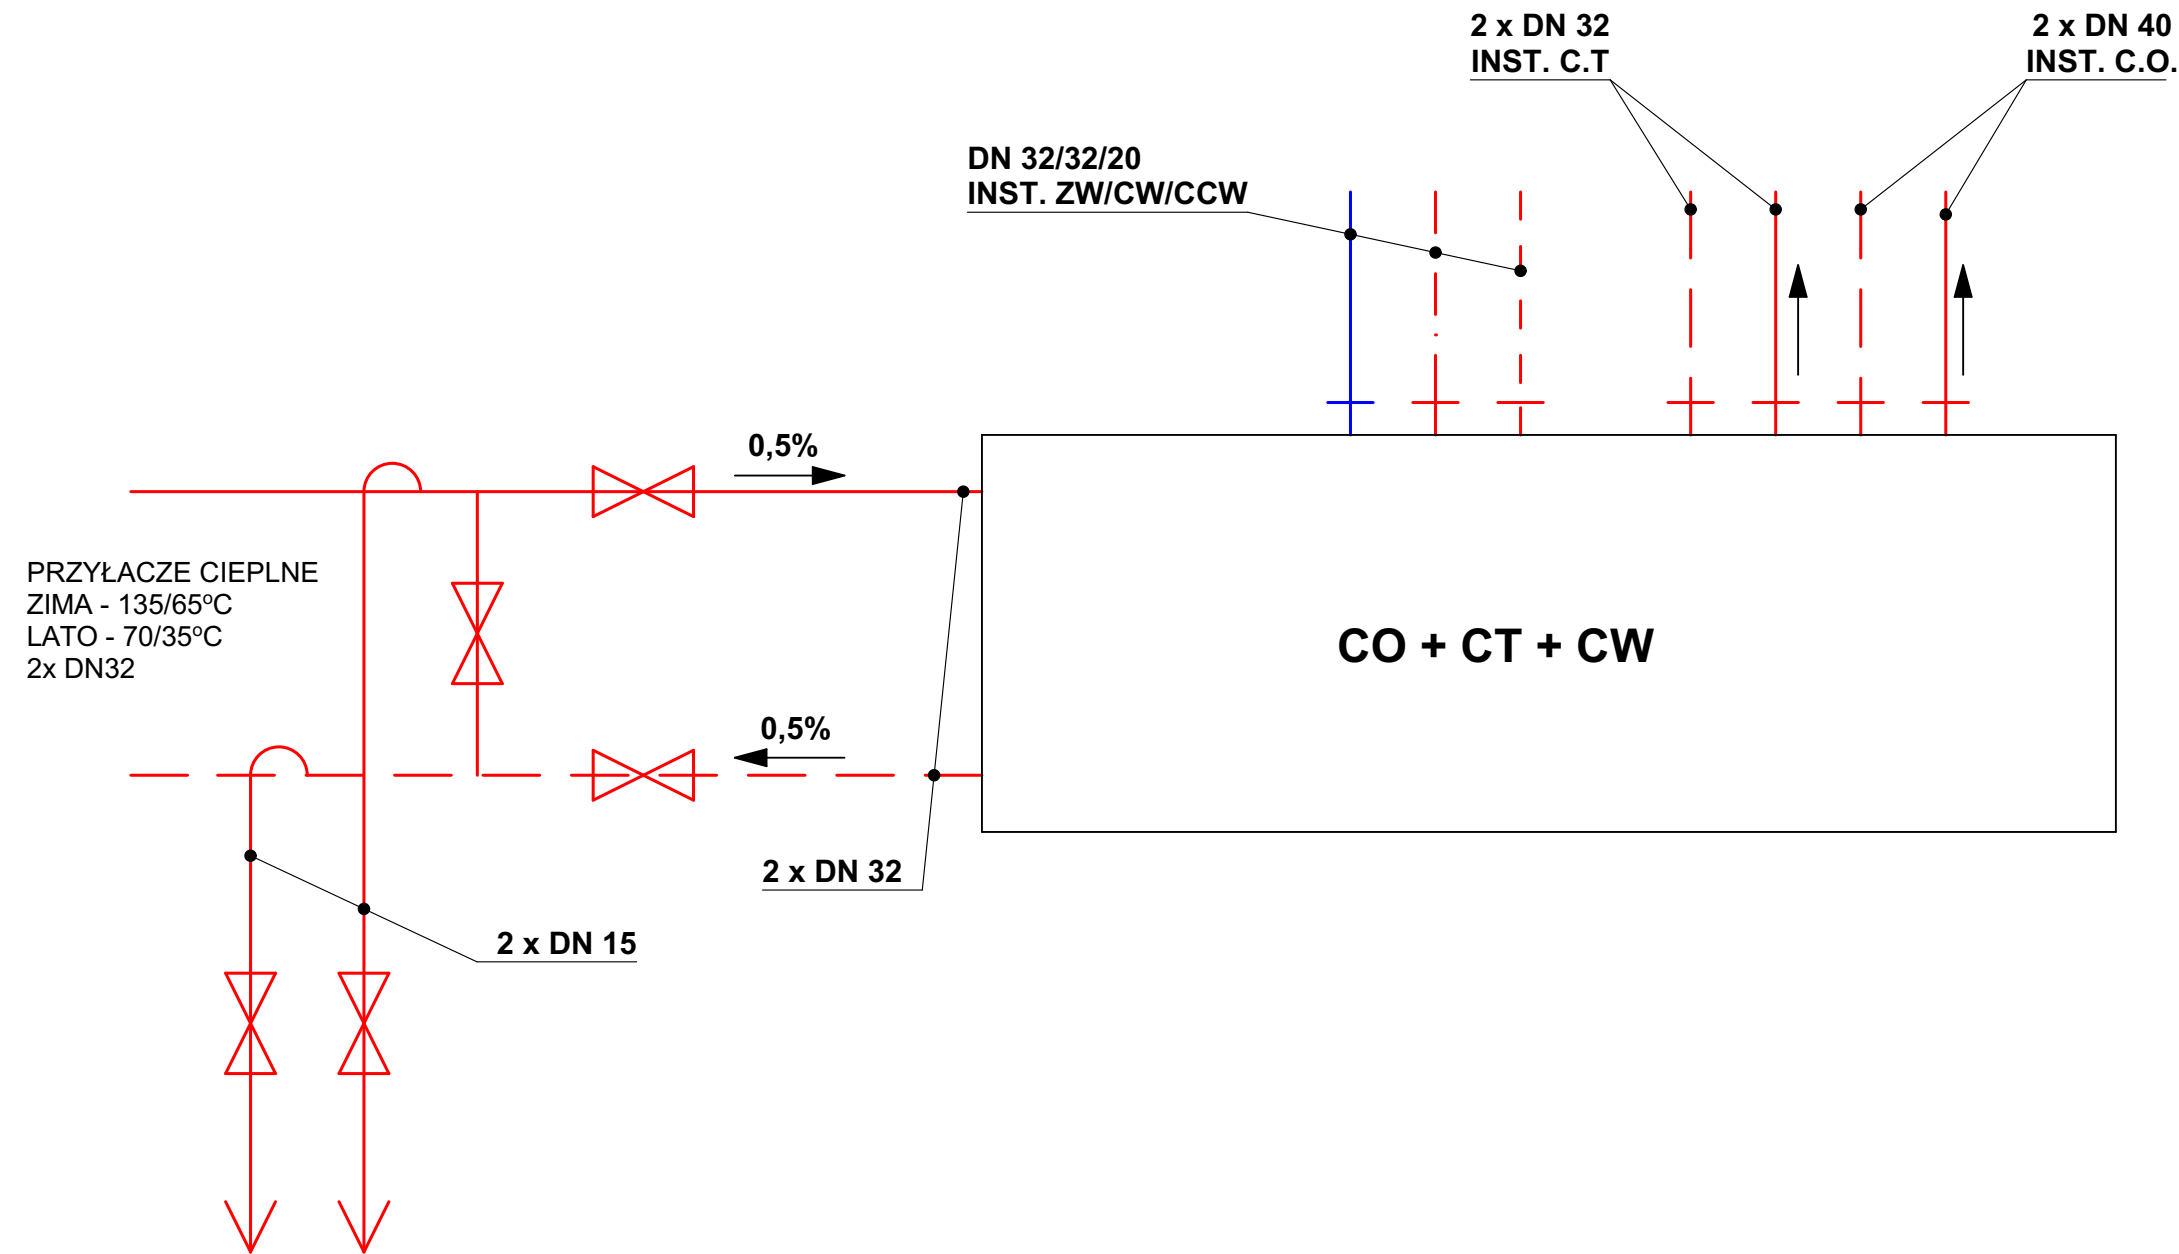 2 x DN 32
INST. C.T
2 x DN 40
INST. C.O.
DN 32/32/20
INST. ZW/CW/CCW
0,5%
PRZYŁACZE CIEPLNE
ZIMA - 135/65ºC
LATO - 70/35ºC
2x DN32
CO + CT + CW
0,5%
2 x DN 32
2 x DN 15